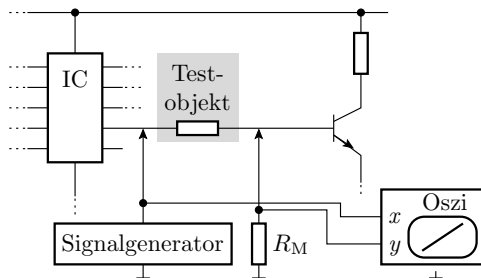 IC
Test-
objekt
Oszi
x
y
Signalgenerator
R_M